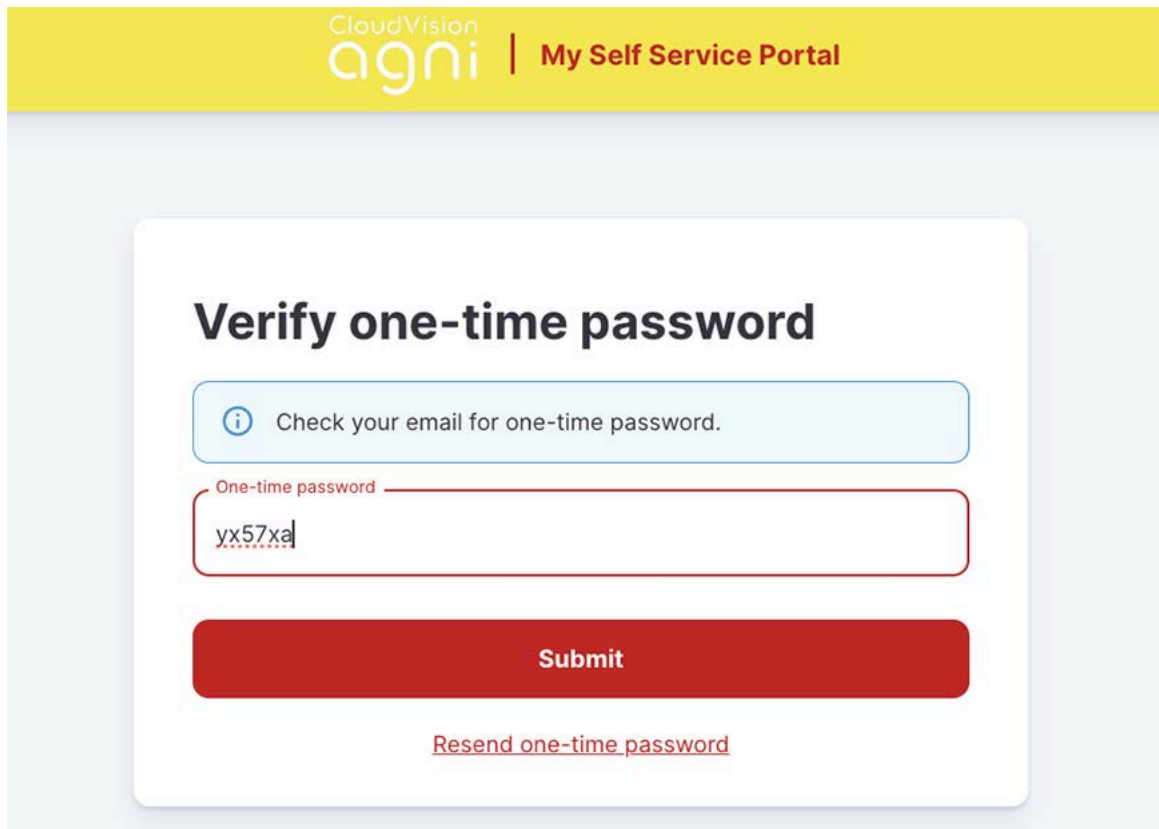 CloudVision
agni | My Self Service Portal
Verify one-time password
Check your email for one-time password.
One-time password
yx57xa
Submit
Resend one-time password